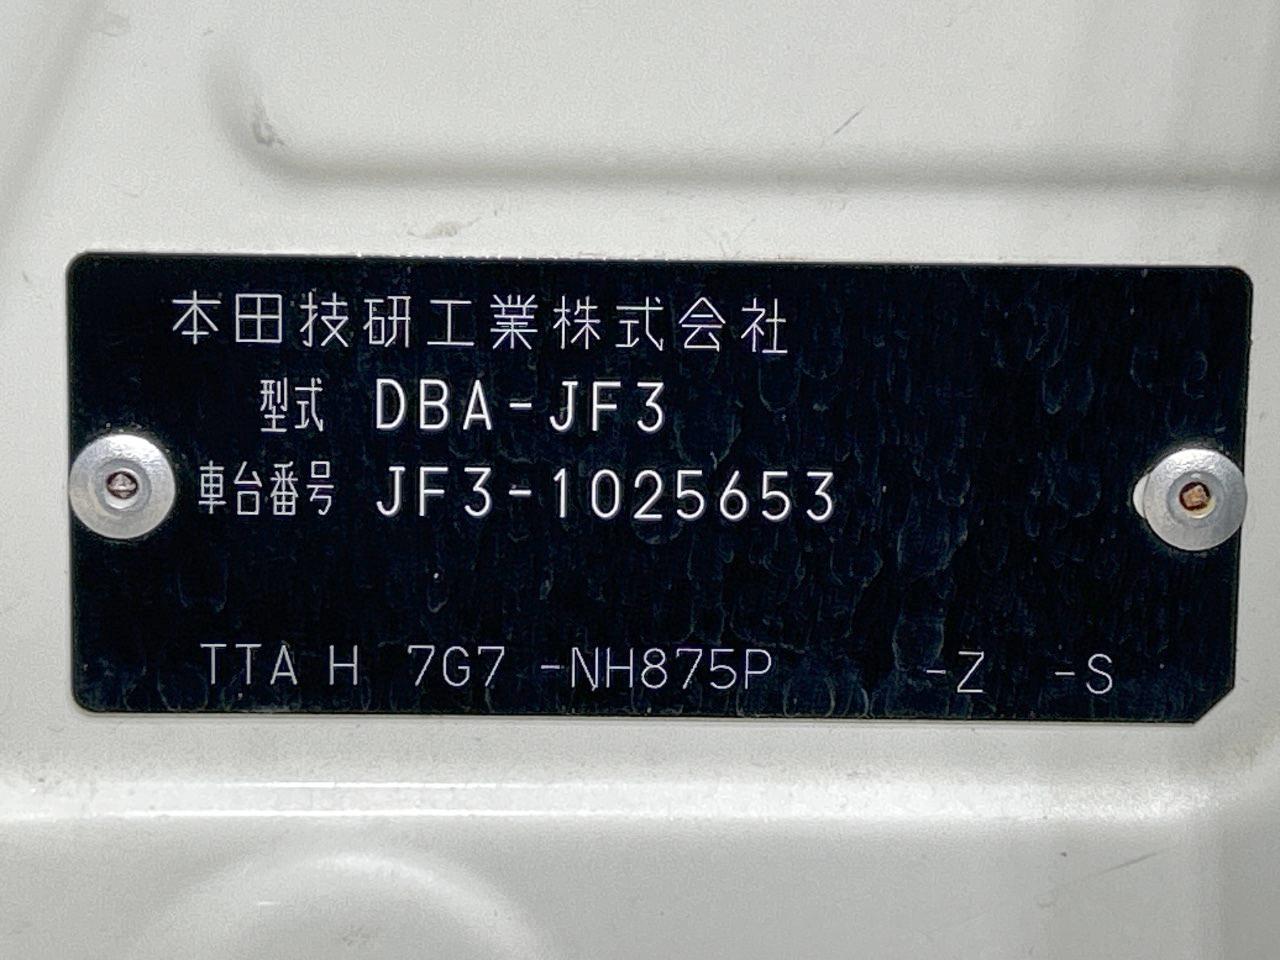 本田技研工業株式会社
型式 DBA-JF3
車台番号 JF3-1025653
TTA H 7G7 -NH875P -Z -S